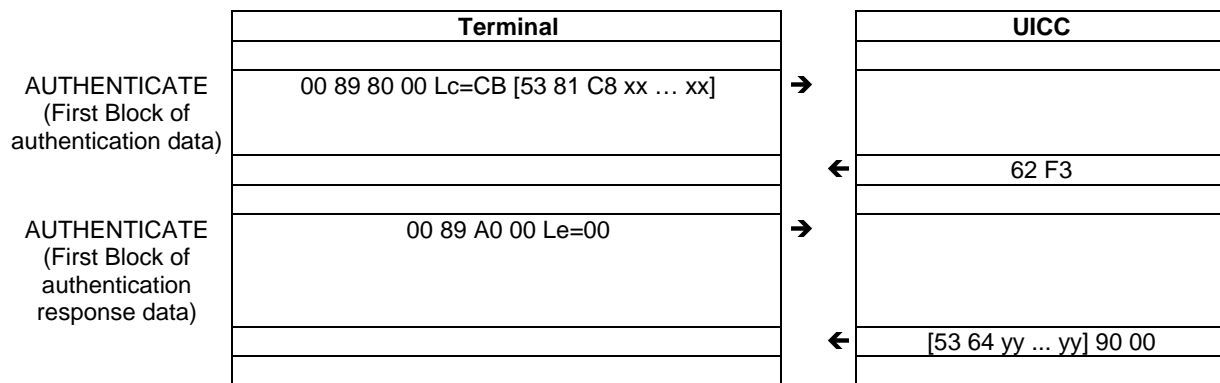 Terminal UICC
AUTHENTICATE 00 89 80 00 Lc=CB [53 81 C8 xx … xx] ➔
(First Block of
authentication data)
🡰 62 F3
AUTHENTICATE 00 89 A0 00 Le=00 ➔
(First Block of
authentication
response data)
🡰 [53 64 yy ... yy] 90 00